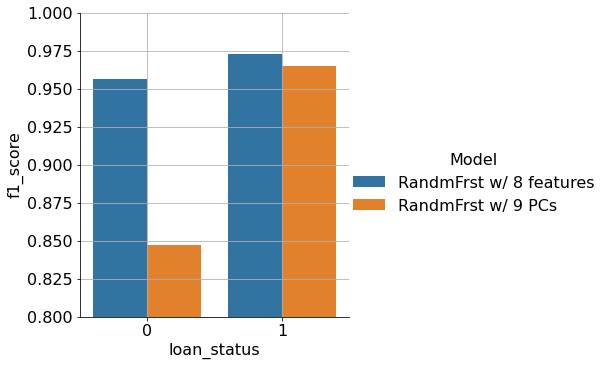 1.000
0.975
0.950
0.925
0.900
0.875
0.850
0.825
0.800
f1_score
0 1
loan_status
Model
RandmFrst w/ 8 features
RandmFrst w/ 9 PCs